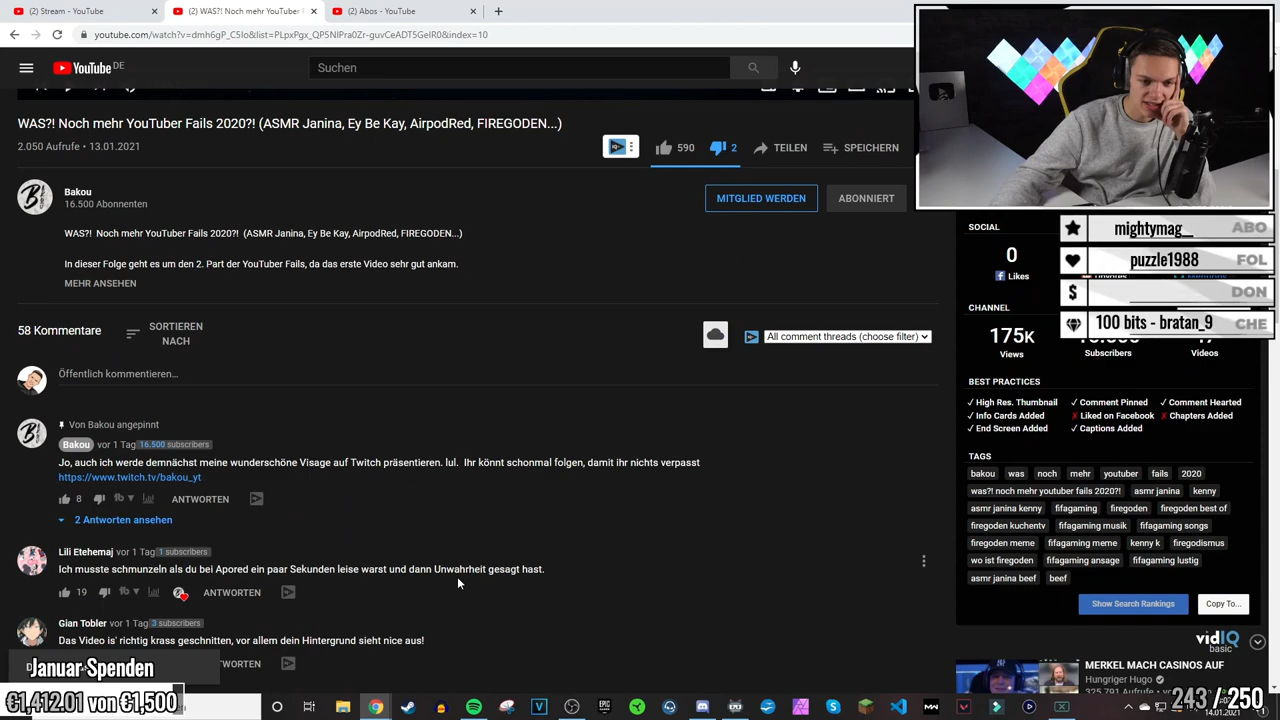 (2) Stream - YouTube
(2) WAS?! Noch mehr YouTuber F
(2) Abos - YouTube
youtube.com/watch?v=dmh6gP_C5Io&list=PLpxPgx_QP5NIPra0Zr-guvCeADPDDbPR0&index=10
YouTube DE
Suchen
WAS?! Noch mehr YouTuber Fails 2020?! (ASMR Janina, Ey Be Kay, AirpodRed, FIREGODEN...)
2.050 Aufrufe • 13.01.2021
590
2
TEILEN
SPEICHERN
Bakou
16.500 Abonnenten
MITGLIED WERDEN
ABONNIERT
WAS?! Noch mehr YouTuber Fails 2020?! (ASMR Janina, Ey Be Kay, AirpodRed, FIREGODEN...)
In dieser Folge geht es um den 2. Part der YouTuber Fails, da das erste Video sehr gut ankam.
MEHR ANSEHEN
58 Kommentare
SORTIEREN
NACH
All comment threads (choose filter)
Öffentlich kommentieren...
Von Bakou angepinnt
Bakou vor 1 Tag 16.500 subscribers
Jo, auch ich werde demnächst meine wunderschöne Visage auf Twitch präsentieren. lul. Ihr könnt schonmal folgen, damit ihr nichts verpasst
https://www.twitch.tv/bakou_yt
8
ANTWORTEN
2 Antworten ansehen
Lili Etehemaj vor 1 Tag 1 subscribers
Ich musste schmunzeln als du bei Apored ein paar Sekunden leise warst und dann Unwahrheit gesagt hast.
19
ANTWORTEN
Gian Tobler vor 1 Tag 3 subscribers
Das Video is' richtig krass geschnitten, vor allem dein Hintergrund sieht nice aus!
Januar Spenden
€1,412.01 von €1,500
mightymag__
ABO
puzzle1988
FOL
DON
100 bits - bratan_9
CHE
SOCIAL
0
Likes
CHANNEL
175K
Views
Subscribers
Videos
BEST PRACTICES
✓ High Res. Thumbnail
✓ Comment Pinned
✓ Comment Hearted
✓ Info Cards Added
✗ Liked on Facebook
✗ Chapters Added
✓ End Screen Added
✓ Captions Added
TAGS
bakou was noch mehr youtuber fails 2020
was?! noch mehr youtuber fails 2020?! asmr janina kenny
asmr janina kenny fifagaming firegoden firegoden best of
firegoden kuchentv fifagaming musik fifagaming songs
firegoden meme fifagaming meme kenny k firegodismus
wo ist firegoden fifagaming ansage fifagaming lustig
asmr janina beef beef
Show Search Rankings
Copy To...
vidIQ
basic
MERKEL MACH CASINOS AUF
Hungriger Hugo
243 / 250
14.01.2021